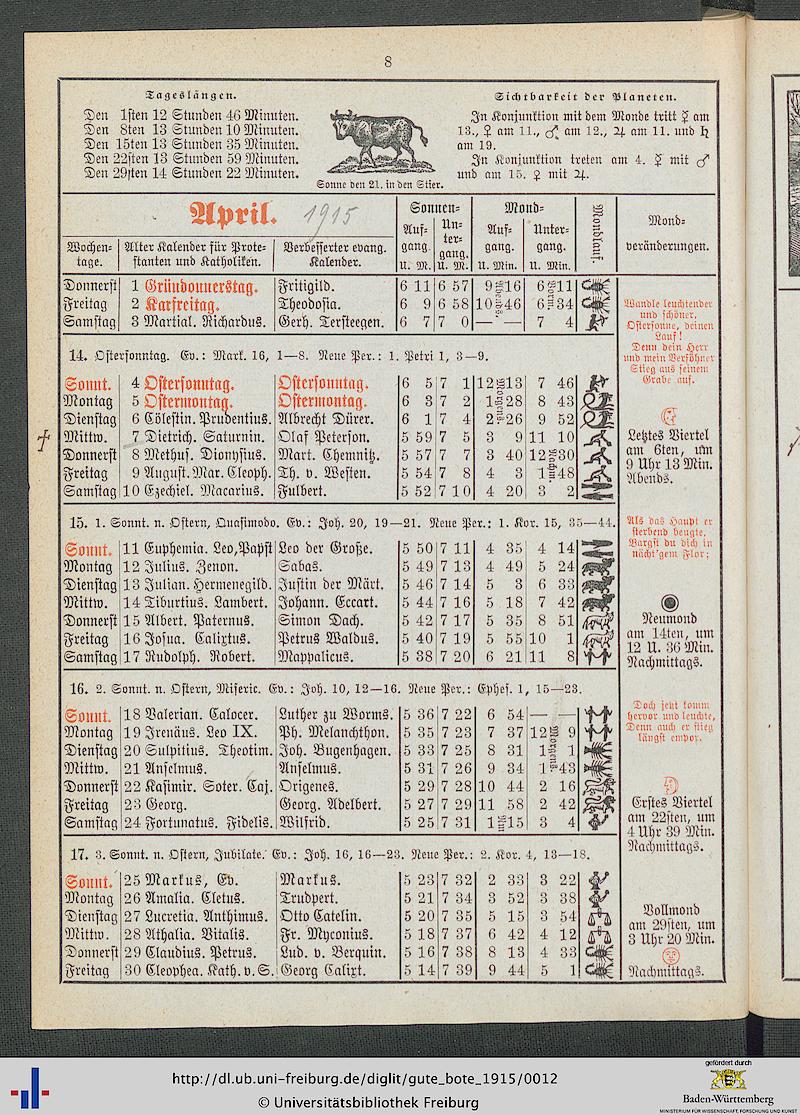 8
Tageslängen.
Den 1sten 12 Stunden 46 Minuten.
Den 8ten 13 Stunden 10 Minuten.
Den 15ten 13 Stunden 35 Minuten.
Den 22sten 13 Stunden 59 Minuten.
Den 29sten 14 Stunden 22 Minuten.
Sonne den 21. in den Stier.
Sichtbarkeit der Planeten.
In Konjunktion mit dem Monde tritt ☿ am
13., ♀ am 11., ♂ am 12., ♃ am 11. und ♄
am 19.
In Konjunktion treten am 4. ☿ mit ♂
und am 15. ♀ mit ♃.
April. 1915
Wochentage. Alter Kalender für Prote-
stanten und Katholiken. Verbesserter evang.
Kalender.
Sonnen- Mond- Mondlauf. Mond-
veränderungen.
Auf-
gang. Un-
ter-
gang. Auf-
gang. Unter-
gang.
U. M. U. M. U. Min. U. Min.
Donnerst 1 Gründonnerstag. Fritigild. 6 11 6 57 9 Abends. 16 6 Vorm. 11
Freitag 2 Karfreitag. Theodosia. 6 9 6 58 10 46 6 34
Samstag 3 Martial. Richardus. Gerh. Tersteegen. 6 7 7 0 — — 7 4
14. Ostersonntag. Ev.: Mark. 16, 1—8. Neue Per.: 1. Petri 1, 3—9.
Sonnt. 4 Ostersonntag. Ostersonntag. 6 5 7 1 12 Morgens. 13 7 46
Montag 5 Ostermontag. Ostermontag. 6 3 7 2 1 28 8 43
Dienstag 6 Cölestin. Prudentius. Albrecht Dürer. 6 1 7 4 2 26 9 52
Mittw. 7 Dietrich. Saturnin. Olaf Peterson. 5 59 7 5 3 9 11 10
Donnerst 8 Methus. Dionysius. Mart. Chemnitz. 5 57 7 7 3 40 12 Nachm. 30
Freitag 9 August. Mar. Cleoph. Th. v. Westen. 5 54 7 8 4 3 1 48
Samstag 10 Ezechiel. Macarius. Fulbert. 5 52 7 10 4 20 3 2
15. 1. Sonnt. n. Ostern, Quasimodo. Ev.: Joh. 20, 19—21. Neue Per.: 1. Kor. 15, 35—44.
Sonnt. 11 Euphemia. Leo, Papst Leo der Große. 5 50 7 11 4 35 4 14
Montag 12 Julius. Zenon. Sabas. 5 49 7 13 4 49 5 24
Dienstag 13 Julian. Hermenegild. Justin der Märt. 5 46 7 14 5 3 6 33
Mittw. 14 Tiburtius. Lambert. Johann. Eccart. 5 44 7 16 5 18 7 42
Donnerst 15 Albert. Paternus. Simon Dach. 5 42 7 17 5 35 8 51
Freitag 16 Josua. Calixtus. Petrus Waldus. 5 40 7 19 5 55 10 1
Samstag 17 Rudolph. Robert. Mappalicus. 5 38 7 20 6 21 11 8
16. 2. Sonnt. n. Ostern, Miseric. Ev.: Joh. 10, 12—16. Neue Per.: Ephes. 1, 15—23.
Sonnt. 18 Valerian. Calocer. Luther zu Worms. 5 36 7 22 6 54 — —
Montag 19 Irenäus. Leo IX. Ph. Melanchthon. 5 35 7 23 7 37 12 Morgens. 9
Dienstag 20 Sulpitius. Theotim. Joh. Bugenhagen. 5 33 7 25 8 31 1 1
Mittw. 21 Anselmus. Anselmus. 5 31 7 26 9 34 1 43
Donnerst 22 Kasimir. Soter. Caj. Origenes. 5 29 7 28 10 44 2 16
Freitag 23 Georg. Georg. Adelbert. 5 27 7 29 11 58 2 42
Samstag 24 Fortunatus. Fidelis. Wilfrid. 5 25 7 31 1 15 3 4
17. 3. Sonnt. n. Ostern, Jubilate. Ev.: Joh. 16, 16—23. Neue Per.: 2. Kor. 4, 13—18.
Sonnt. 25 Markus, Ev. Markus. 5 23 7 32 2 33 3 22
Montag 26 Amalia. Cletus. Trudpert. 5 21 7 34 3 52 3 38
Dienstag 27 Lucretia. Anthimus. Otto Catelin. 5 20 7 35 5 15 3 54
Mittw. 28 Athalia. Vitalis. Fr. Myconius. 5 18 7 37 6 42 4 12
Donnerst 29 Claudius. Petrus. Lud. v. Berquin. 5 16 7 38 8 13 4 33
Freitag 30 Cleophea. Kath. v. S. Georg Calixt. 5 14 7 39 9 44 5 1
Wandle leuchtender
und schöner,
Ostersonne, deinen
Lauf!
Denn dein Herr
und mein Versöhner
Stieg aus seinem
Grabe auf.
Letztes Viertel
am 6ten, um
9 Uhr 13 Min.
Abends.
Als das Haupt er
sterbend beugte,
Bargst du dich in
nächt'gem Flor;
Neumond
am 14ten, um
12 U. 36 Min.
Nachmittags.
Doch jetzt komm
hervor und leuchte,
Denn auch er stieg
längst empor.
Erstes Viertel
am 22sten, um
4 Uhr 39 Min.
Nachmittags.
Vollmond
am 29sten, um
3 Uhr 20 Min.
Nachmittags.
http://dl.ub.uni-freiburg.de/diglit/gute_bote_1915/0012
© Universitätsbibliothek Freiburg
gefördert durch
Baden-Württemberg
MINISTERIUM FÜR WISSENSCHAFT, FORSCHUNG UND KUNST